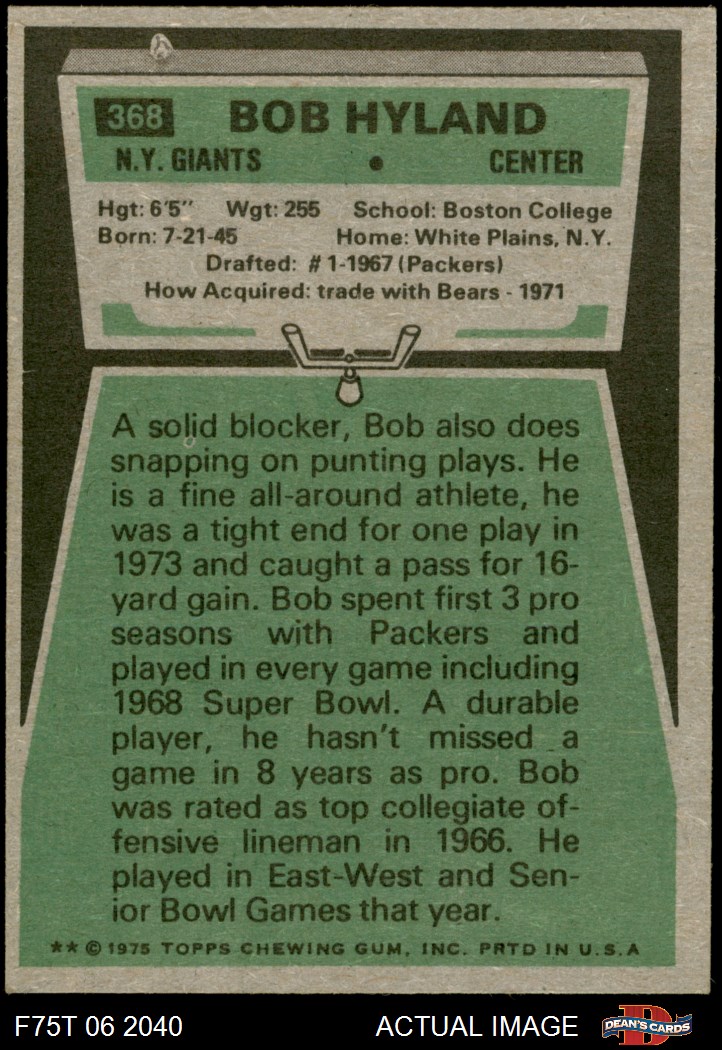 368 BOB HYLAND
N.Y. GIANTS • CENTER
Hgt: 6'5" Wgt: 255 School: Boston College
Born: 7-21-45 Home: White Plains, N.Y.
Drafted: #1-1967 (Packers)
How Acquired: trade with Bears - 1971
A solid blocker, Bob also does
snapping on punting plays. He
is a fine all-around athlete, he
was a tight end for one play in
1973 and caught a pass for 16-
yard gain. Bob spent first 3 pro
seasons with Packers and
played in every game including
1968 Super Bowl. A durable
player, he hasn't missed a
game in 8 years as pro. Bob
was rated as top collegiate of-
fensive lineman in 1966. He
played in East-West and Sen-
ior Bowl Games that year.
** © 1975 TOPPS CHEWING GUM, INC. PRTD IN U.S.A
F75T 06 2040 ACTUAL IMAGE D DEAN'S CARDS